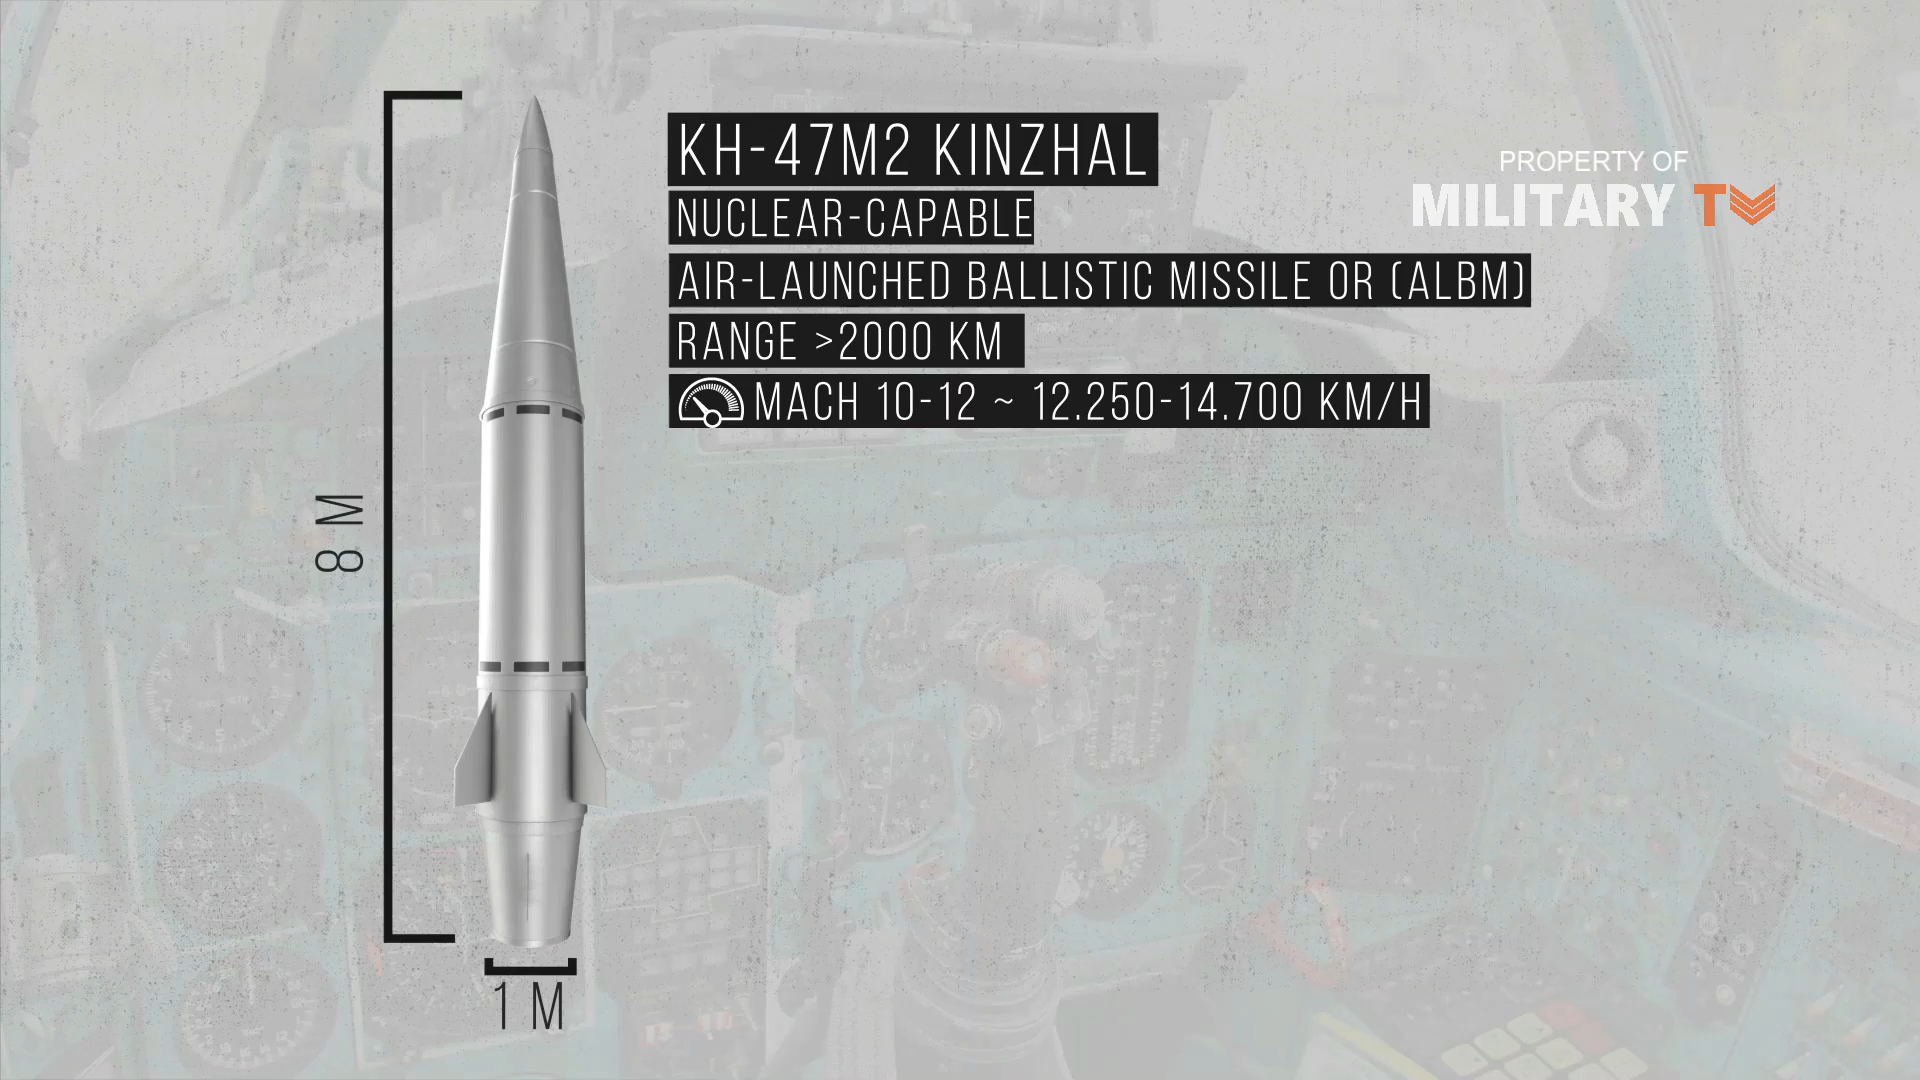 KH-47M2 KINZHAL
NUCLEAR-CAPABLE
AIR-LAUNCHED BALLISTIC MISSILE OR (ALBM)
RANGE >2000 KM
MACH 10-12 ~ 12.250-14.700 KM/H
PROPERTY OF
MILITARY TV
8 M
1 M